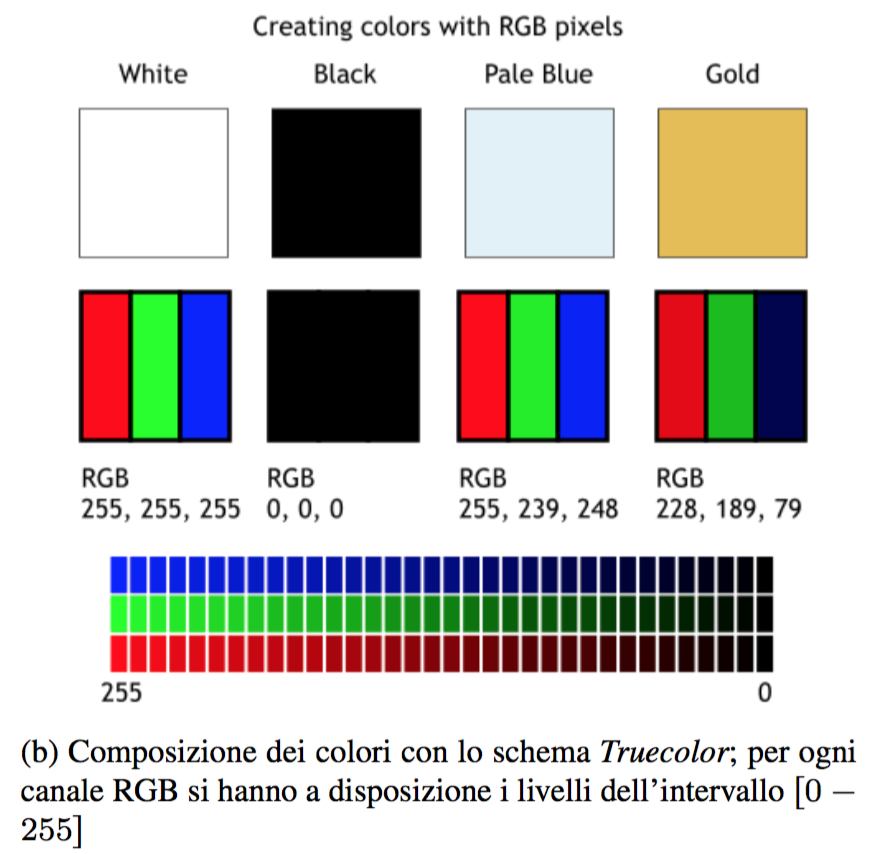 Creating colors with RGB pixels
White Black Pale Blue Gold
RGB RGB RGB RGB
255, 255, 255 0, 0, 0 255, 239, 248 228, 189, 79
255 0
(b) Composizione dei colori con lo schema Truecolor; per ogni
canale RGB si hanno a disposizione i livelli dell’intervallo [0 −
255]